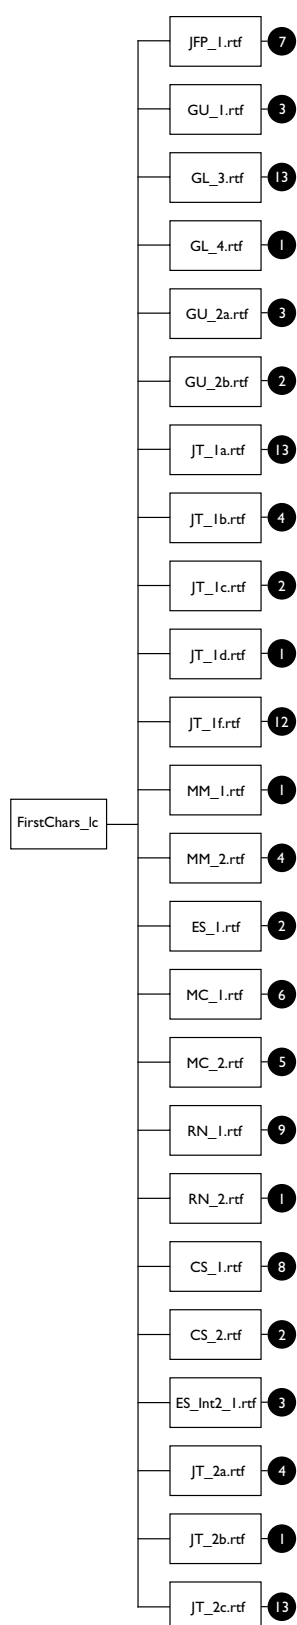 JFP_1.rtf 7
GU_1.rtf 3
GL_3.rtf 13
GL_4.rtf 1
GU_2a.rtf 3
GU_2b.rtf 2
JT_1a.rtf 13
JT_1b.rtf 4
JT_1c.rtf 2
JT_1d.rtf 1
JT_1f.rtf 12
MM_1.rtf 1
FirstChars_lc
MM_2.rtf 4
ES_1.rtf 2
MC_1.rtf 6
MC_2.rtf 5
RN_1.rtf 9
RN_2.rtf 1
CS_1.rtf 8
CS_2.rtf 2
ES_Int2_1.rtf 3
JT_2a.rtf 4
JT_2b.rtf 1
JT_2c.rtf 13